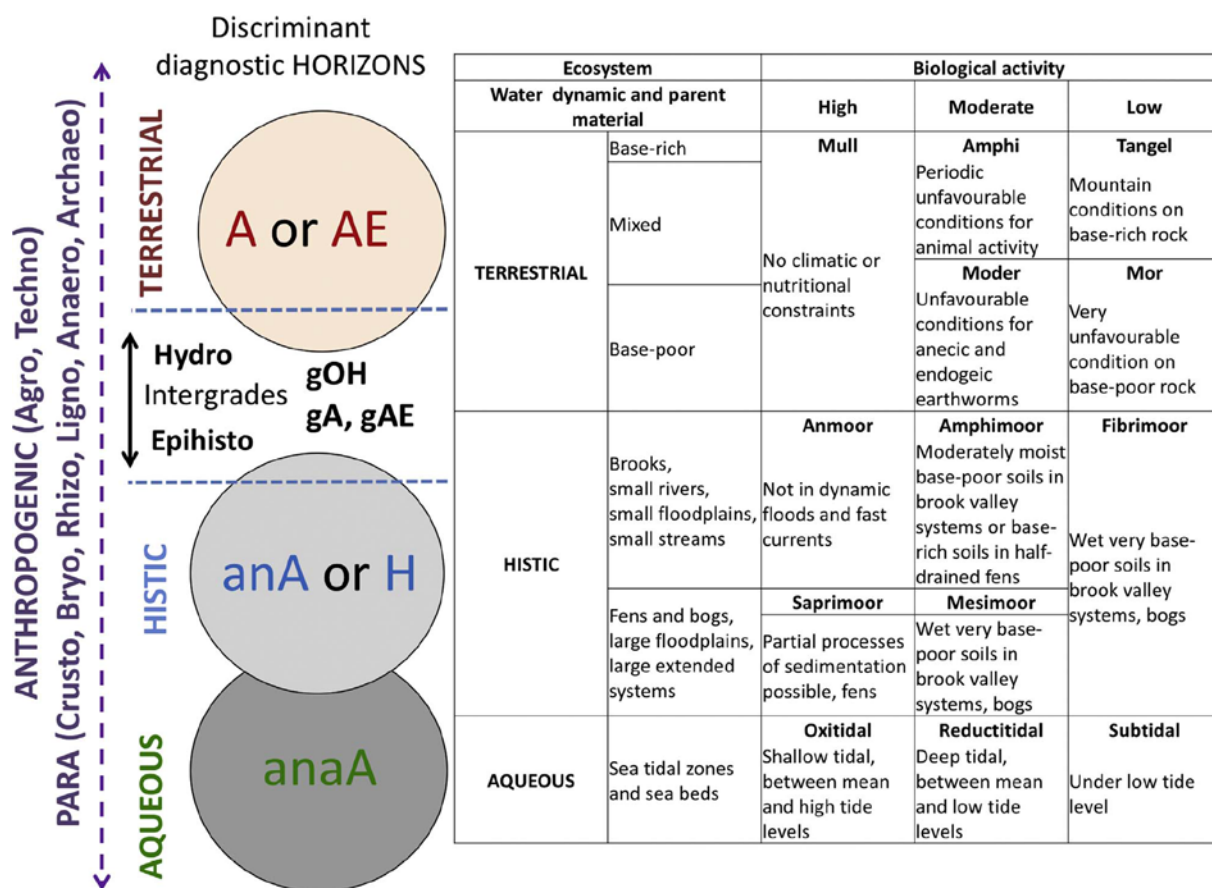 Discriminant
diagnostic HORIZONS
ANTHROPOGENIC (Agro, Techno)
PARA (Crusto, Bryo, Rhizo, Ligno, Anaero, Archaeo)
TERRESTRIAL
A or AE
Hydro
Intergrades
Epihisto
gOH
gA, gAE
HISTIC
anA or H
AQUEOUS
anaA
Ecosystem
Biological activity
Water dynamic and parent
material
High
Moderate
Low
TERRESTRIAL
Base-rich
Mixed
Base-poor
Mull
No climatic or
nutritional
constraints
Amphi
Periodic
unfavourable
conditions for
animal activity
Tangel
Mountain
conditions on
base-rich rock
Moder
Unfavourable
conditions for
anecic and
endogeic
earthworms
Mor
Very
unfavourable
condition on
base-poor rock
HISTIC
Brooks,
small rivers,
small floodplains,
small streams
Anmoor
Not in dynamic
floods and fast
currents
Amphimoor
Moderately moist
base-poor soils in
brook valley
systems or base-
rich soils in half-
drained fens
Fibrimoor
Wet very base-
poor soils in
brook valley
systems, bogs
Fens and bogs,
large floodplains,
large extended
systems
Saprimoor
Partial processes
of sedimentation
possible, fens
Mesimoor
Wet very base-
poor soils in
brook valley
systems, bogs
AQUEOUS
Sea tidal zones
and sea beds
Oxitidal
Shallow tidal,
between mean
and high tide
levels
Reductitidal
Deep tidal,
between mean
and low tide
levels
Subtidal
Under low tide
level